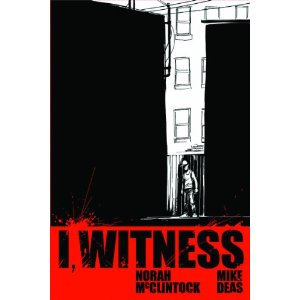 I, WITNESS
NORAH MIKE
McCLINTOCK DEAS